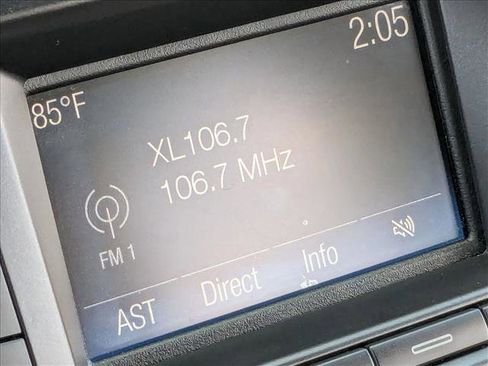 2:05
85°F
XL106.7
106.7 MHz
FM 1
AST Direct Info